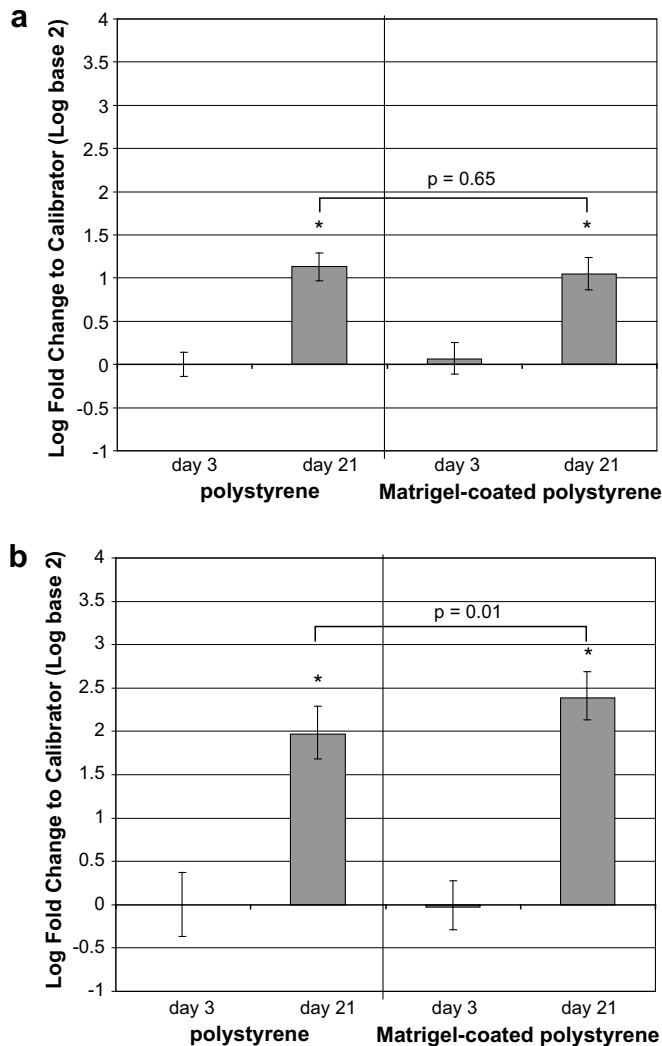 a
Log Fold Change to Calibrator (Log base 2)
4
3.5
3
2.5
2
1.5
1
0.5
0
-0.5
-1
p = 0.65
*
*
day 3
day 21
day 3
day 21
polystyrene
Matrigel-coated polystyrene
b
Log Fold Change to Calibrator (Log base 2)
4
3.5
3
2.5
2
1.5
1
0.5
0
-0.5
-1
p = 0.01
*
*
day 3
day 21
day 3
day 21
polystyrene
Matrigel-coated polystyrene